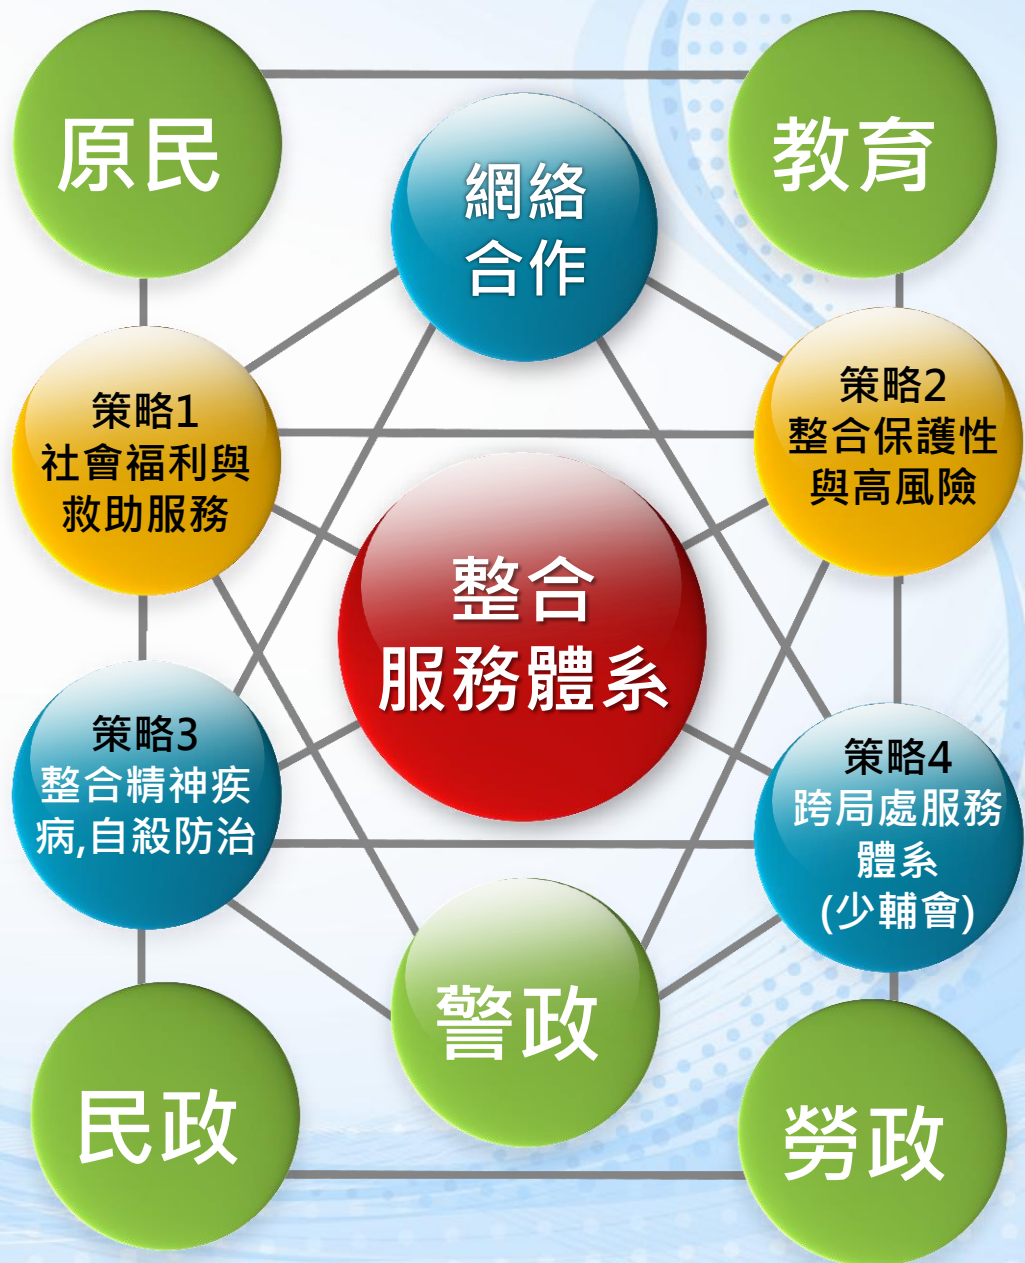 原民
教育
網絡
合作
策略1
社會福利與
救助服務
策略2
整合保護性
與高風險
整合
服務體系
策略3
整合精神疾
病,自殺防治
策略4
跨局處服務
體系
(少輔會)
警政
民政
勞政